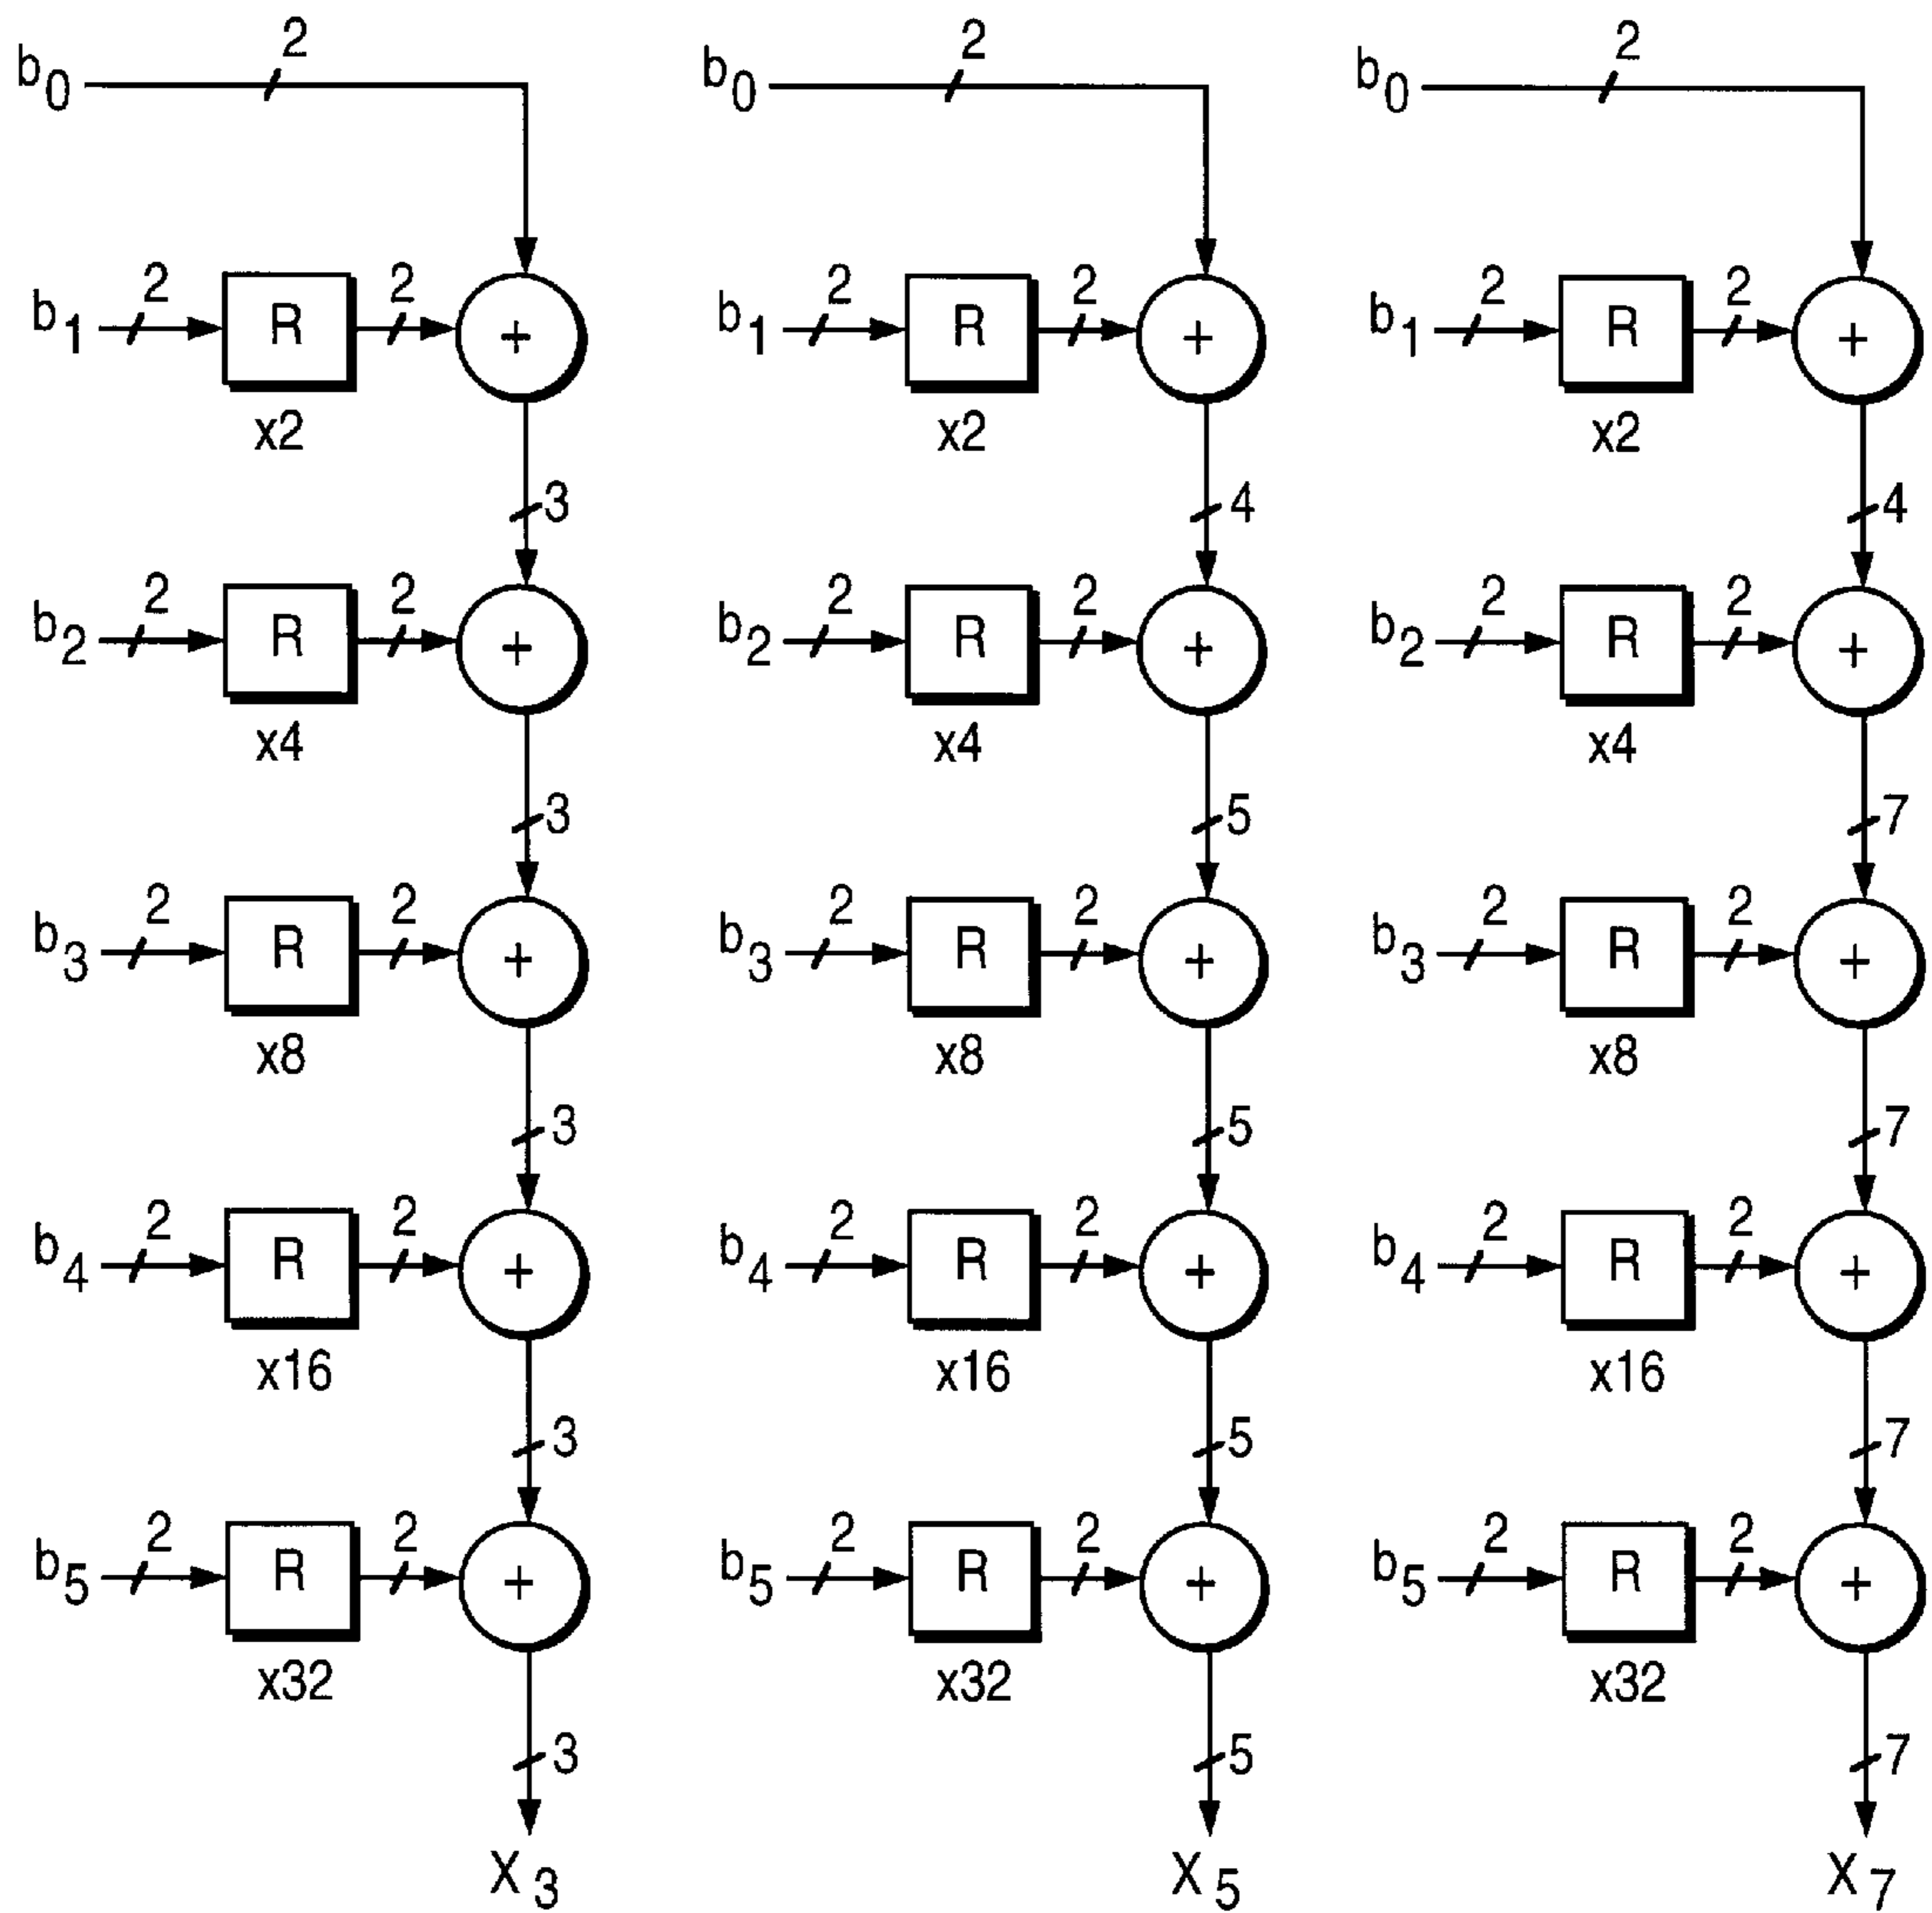 2 2 2
b0 b0 b0
2 2 2 2 2 2
b1 R + b1 R + b1 R +
x2 x2 x2
3 4 4
2 2 2 2 2 2
b2 R + b2 R + b2 R +
x4 x4 x4
3 5 7
2 2 2 2 2 2
b3 R + b3 R + b3 R +
x8 x8 x8
3 5 7
2 2 2 2 2 2
b4 R + b4 R + b4 R +
x16 x16 x16
3 5 7
2 2 2 2 2 2
b5 R + b5 R + b5 R +
x32 x32 x32
3 5 7
X3 X5 X7